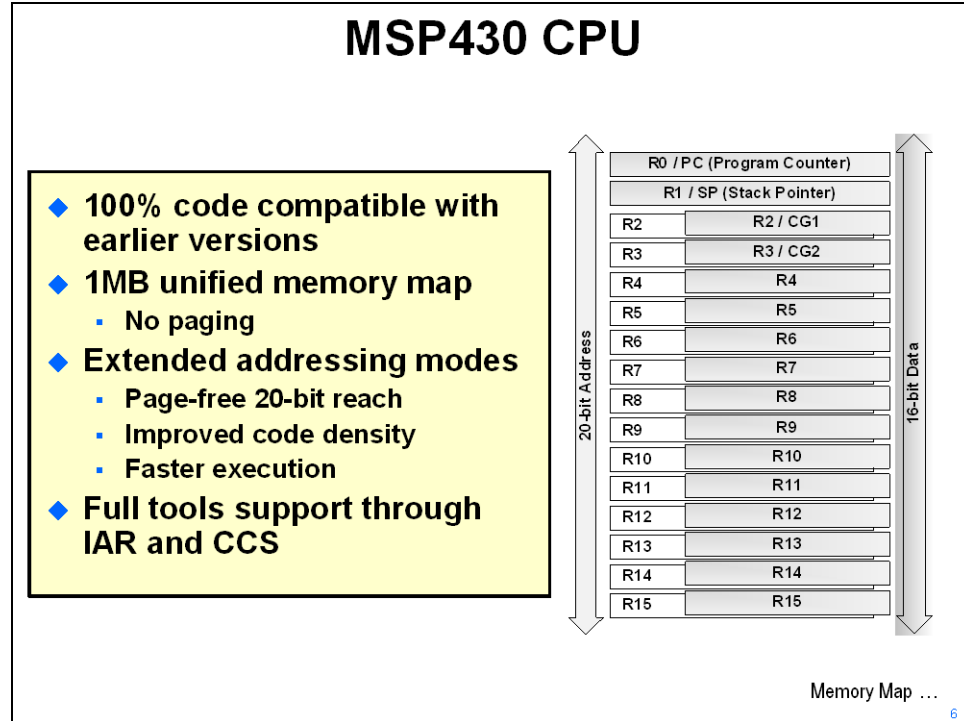 MSP430 CPU
100% code compatible with
earlier versions
1MB unified memory map
No paging
Extended addressing modes
Page-free 20-bit reach
Improved code density
Faster execution
Full tools support through
IAR and CCS
20-bit Address
R0 / PC (Program Counter)
R1 / SP (Stack Pointer)
R2 R2 / CG1
R3 R3 / CG2
R4 R4
R5 R5
R6 R6
R7 R7
R8 R8
R9 R9
R10 R10
R11 R11
R12 R12
R13 R13
R14 R14
R15 R15
16-bit Data
Memory Map ...
6